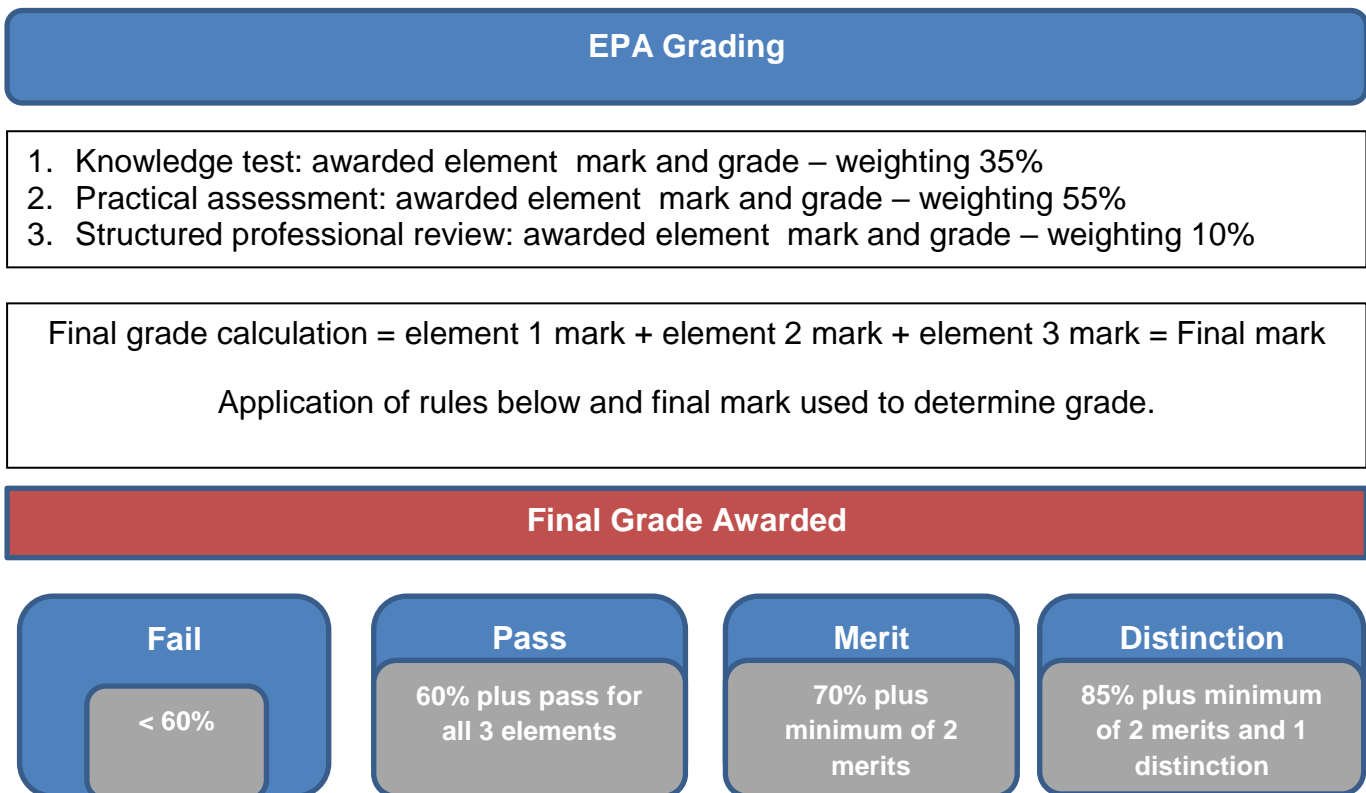 EPA Grading
1. Knowledge test: awarded element  mark and grade – weighting 35%
2. Practical assessment: awarded element  mark and grade – weighting 55%
3. Structured professional review: awarded element  mark and grade – weighting 10%
Final grade calculation = element 1 mark + element 2 mark + element 3 mark = Final mark
Application of rules below and final mark used to determine grade.
Final Grade Awarded
Fail
< 60%
Pass
60% plus pass for
all 3 elements
Merit
70% plus
minimum of 2
merits
Distinction
85% plus minimum
of 2 merits and 1
distinction